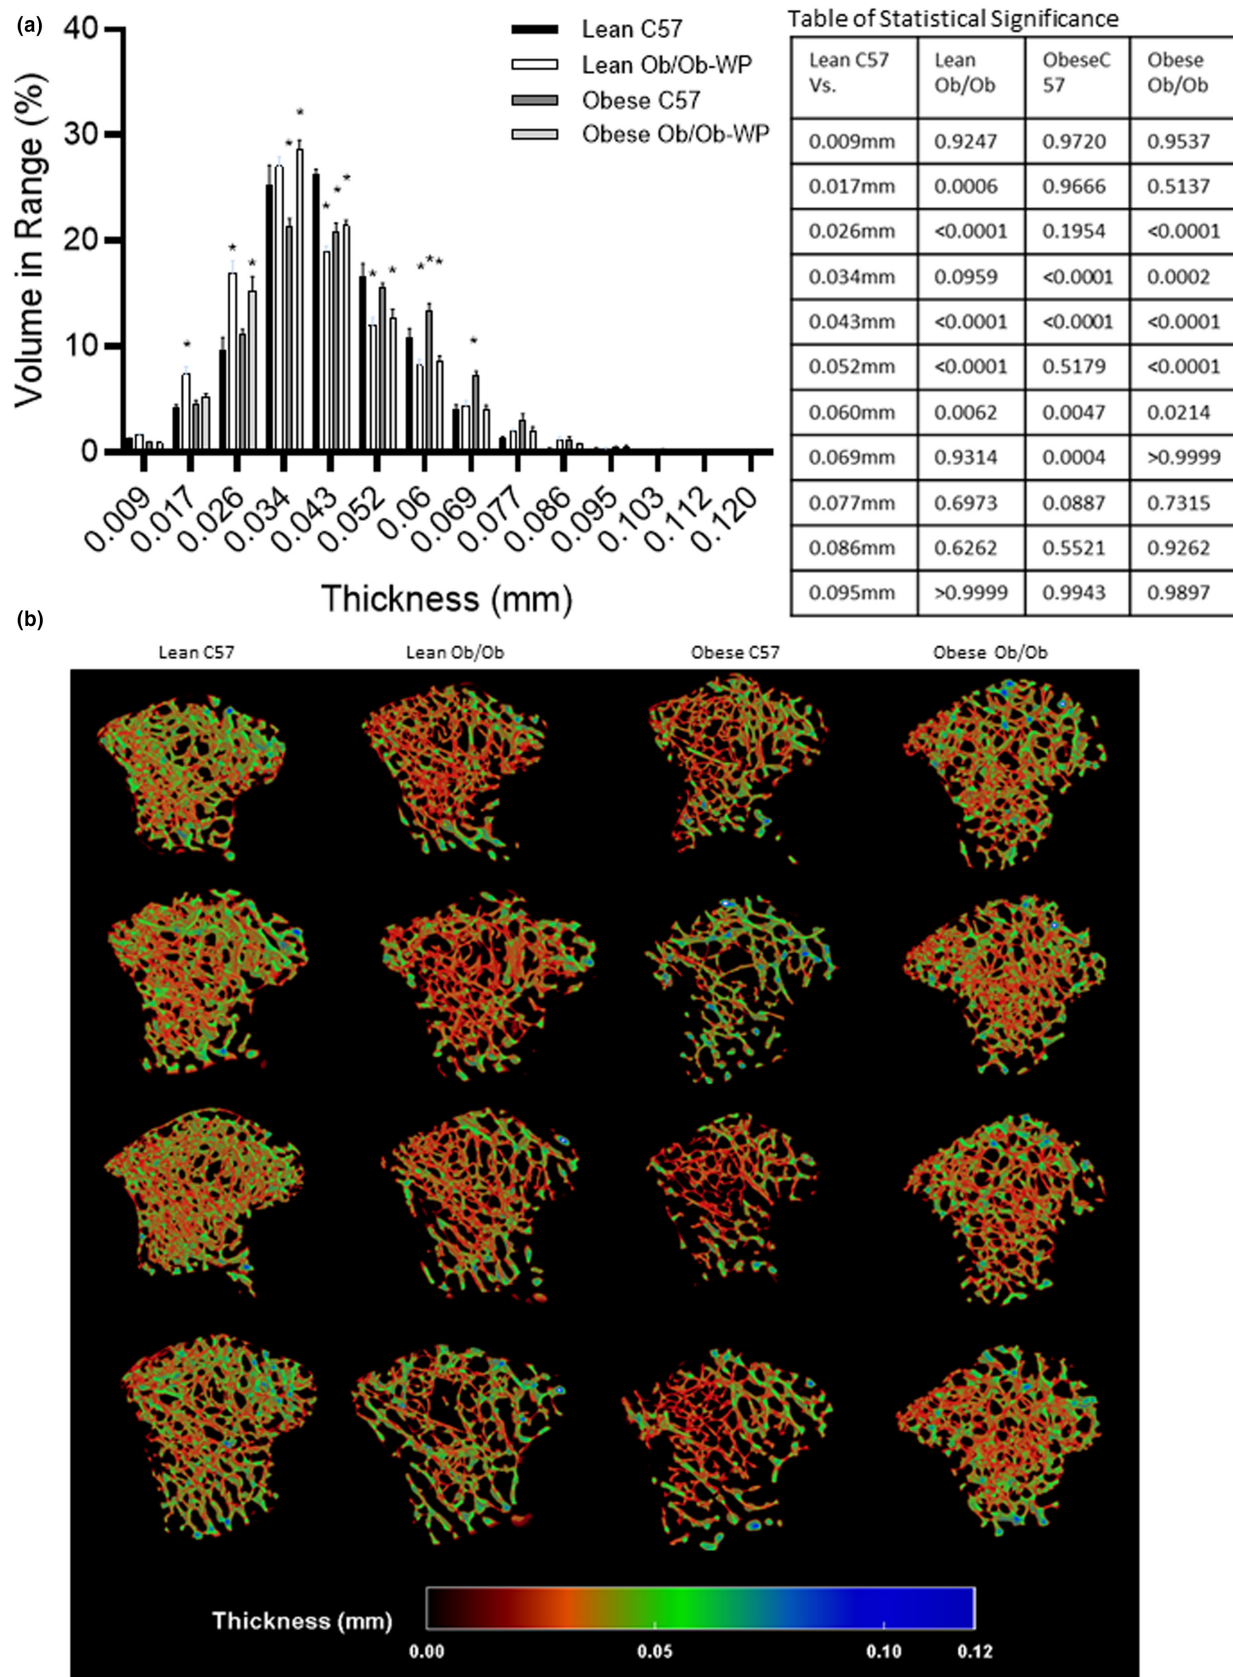 (a)
40
30
20
10
0
Volume in Range (%)
Lean C57
Lean Ob/Ob-WP
Obese C57
Obese Ob/Ob-WP
* * * * * * * * * * * * * * *
0.009 0.017 0.026 0.034 0.043 0.052 0.06 0.069 0.077 0.086 0.095 0.103 0.112 0.120
Thickness (mm)
Table of Statistical Significance
Lean C57 Lean ObeseC Obese
Vs. Ob/Ob 57 Ob/Ob
0.009mm 0.9247 0.9720 0.9537
0.017mm 0.0006 0.9666 0.5137
0.026mm <0.0001 0.1954 <0.0001
0.034mm 0.0959 <0.0001 0.0002
0.043mm <0.0001 <0.0001 <0.0001
0.052mm <0.0001 0.5179 <0.0001
0.060mm 0.0062 0.0047 0.0214
0.069mm 0.9314 0.0004 >0.9999
0.077mm 0.6973 0.0887 0.7315
0.086mm 0.6262 0.5521 0.9262
0.095mm >0.9999 0.9943 0.9897
(b)
Lean C57 Lean Ob/Ob Obese C57 Obese Ob/Ob
Thickness (mm)
0.00 0.05 0.10 0.12